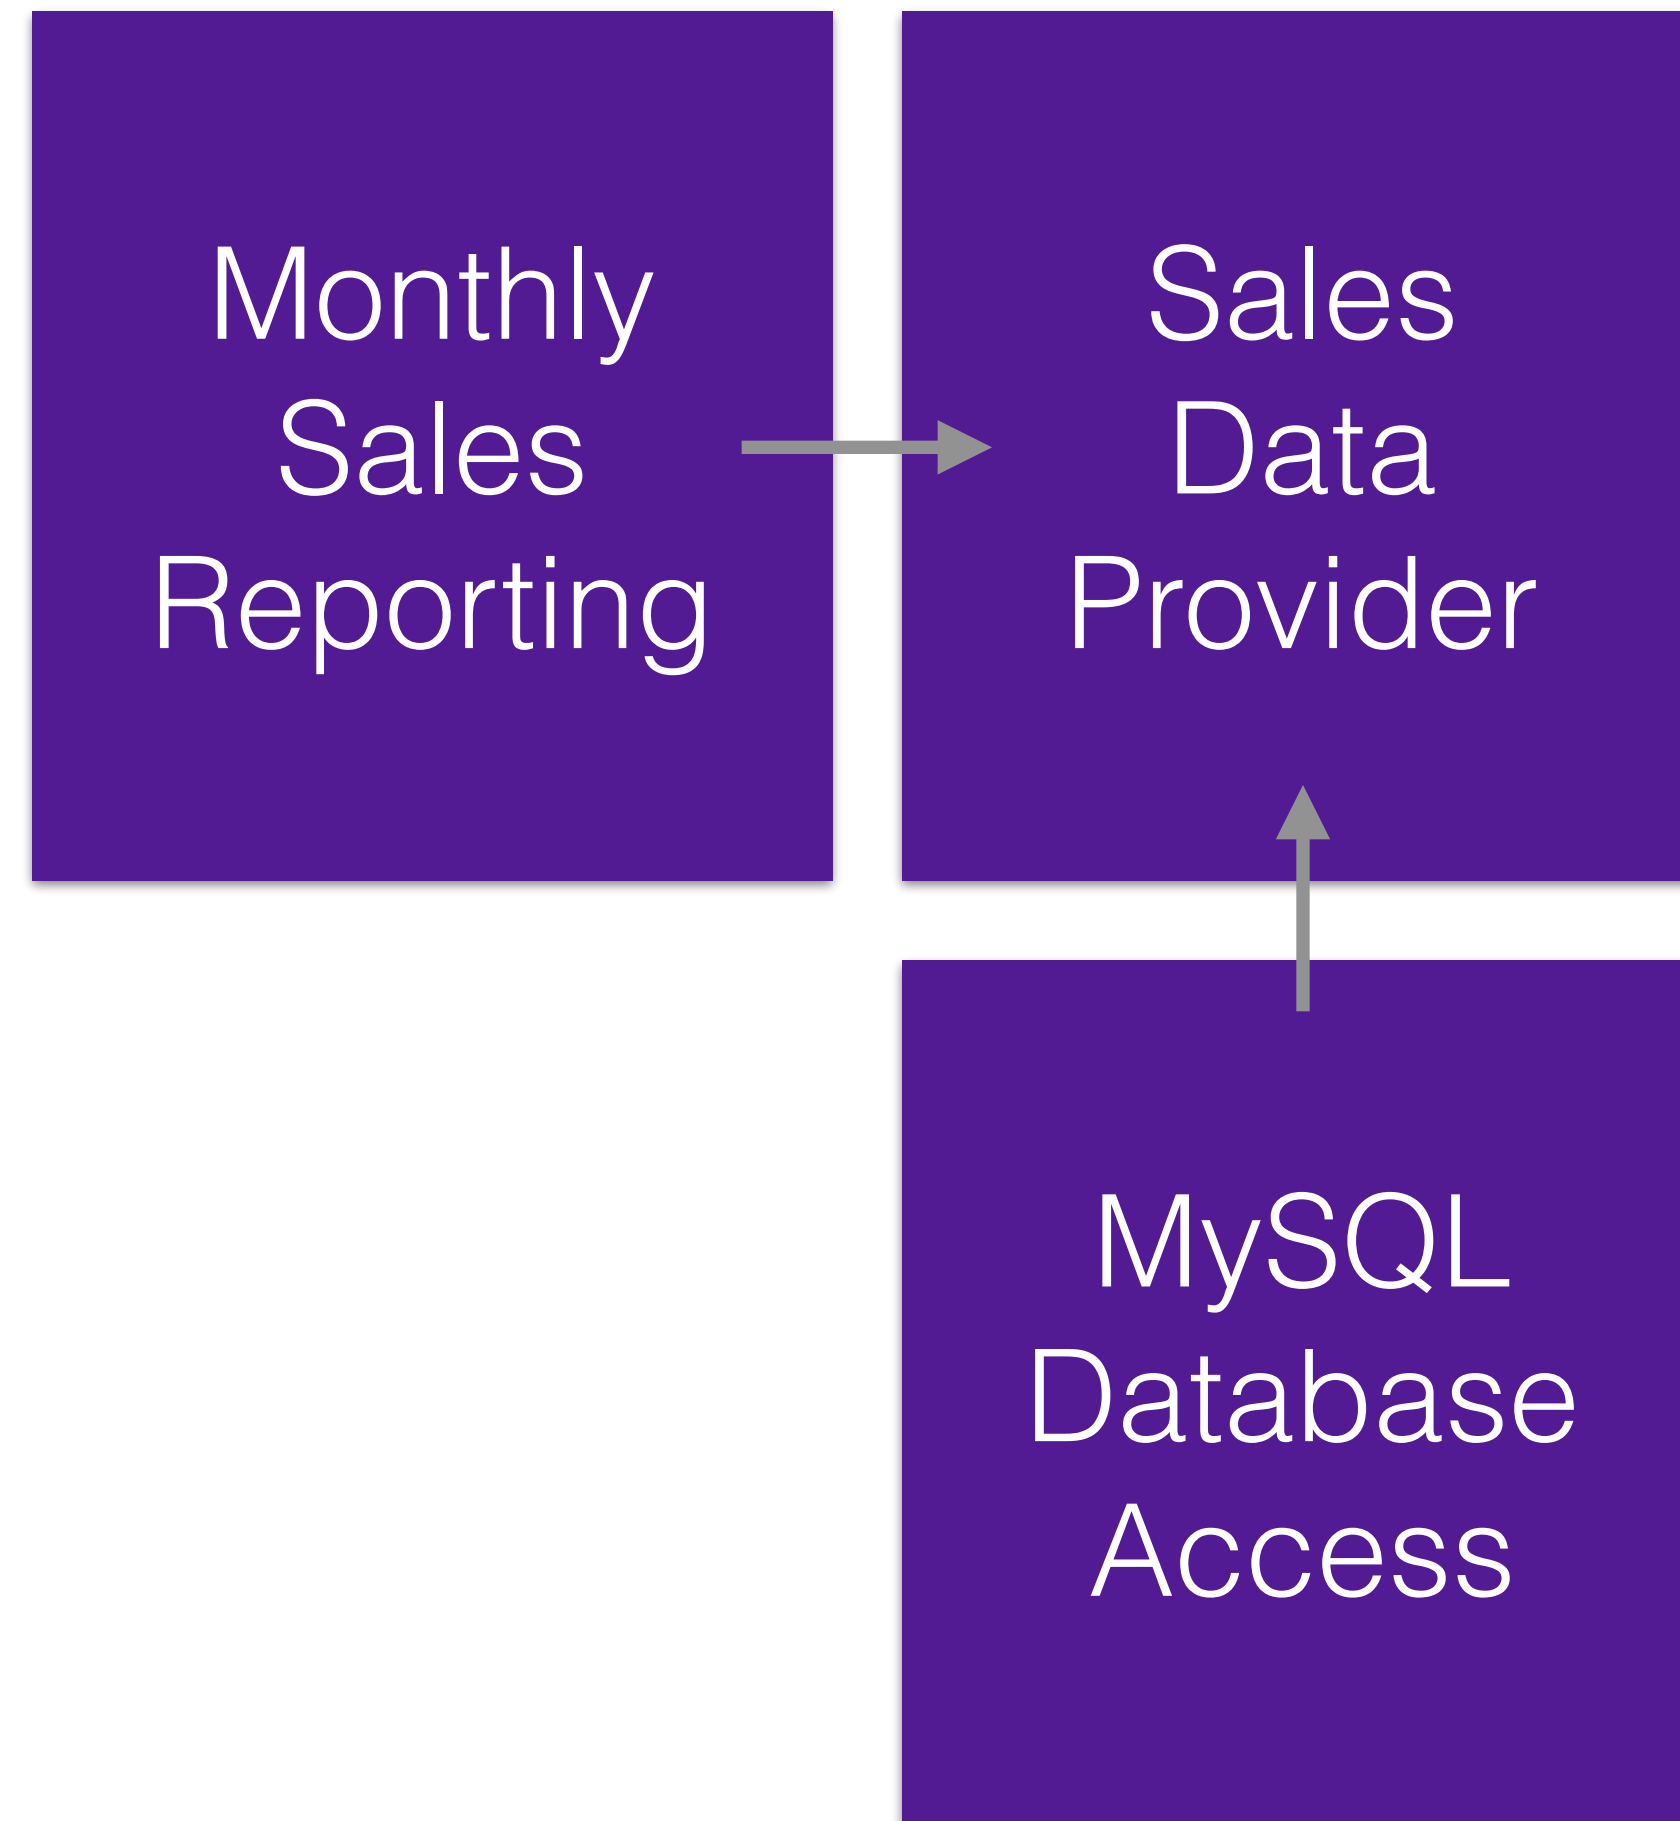 Monthly
Sales
Reporting
Sales
Data
Provider
MySQL
Database
Access